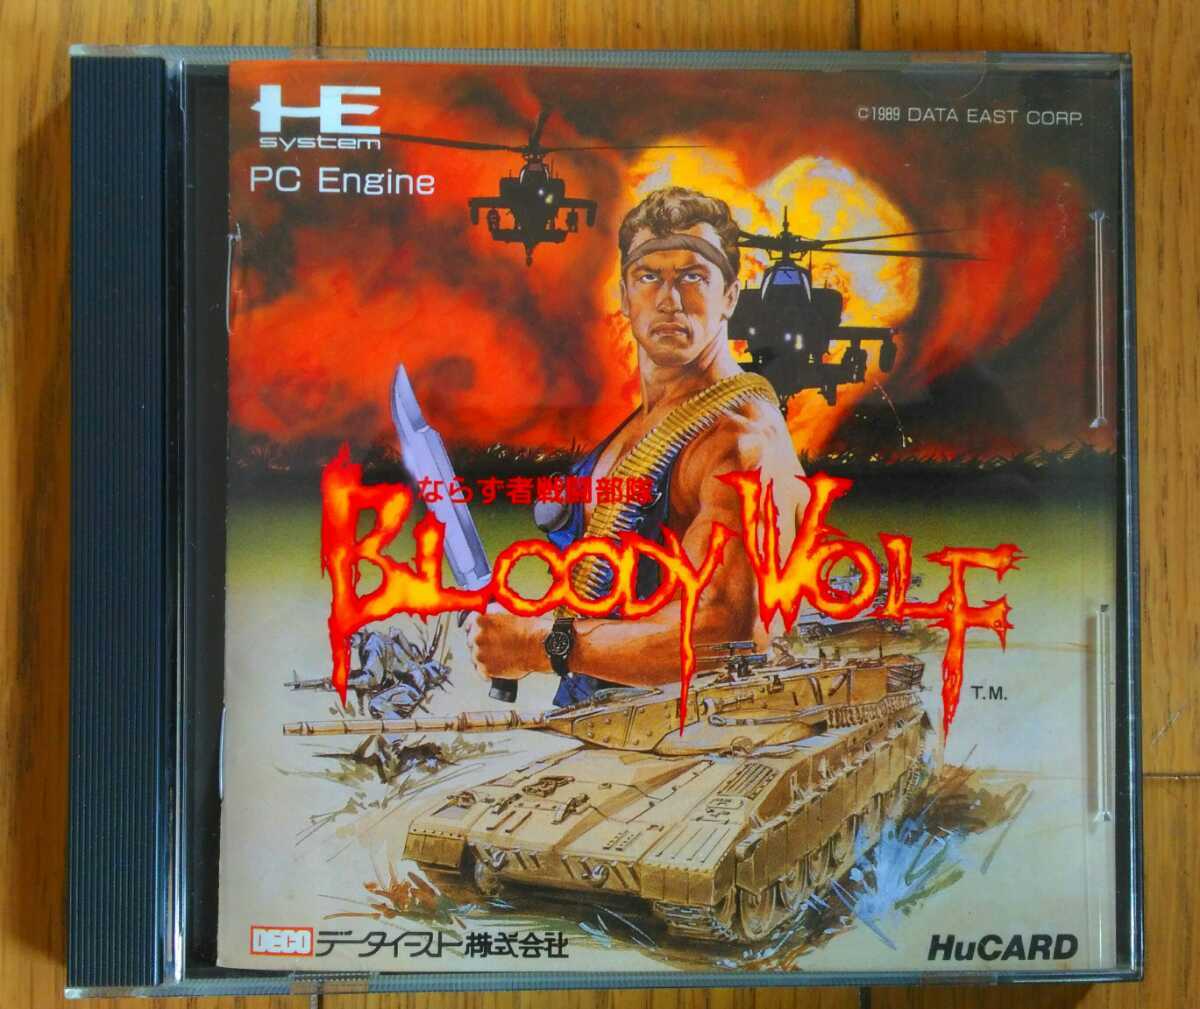 HE
system
PC Engine
©1989 DATA EAST CORP.
ならず者戦闘部隊
BLOODY WOLF
T.M.
DECO データイースト株式会社
HuCARD